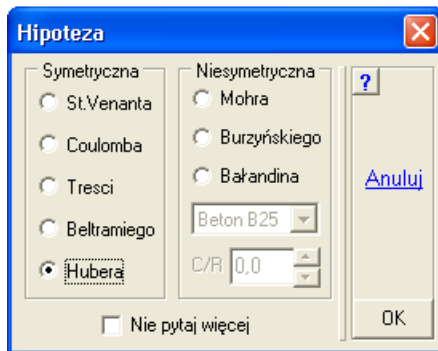 Hipoteza
Symetryczna
St.Venanta
Coulomba
Tresci
Beltramiego
Hubera
Niesymetryczna
Mohra
Burzyńskiego
Bałandina
Beton B25
C/R 0,0
Nie pytaj więcej
?
Anuluj
OK